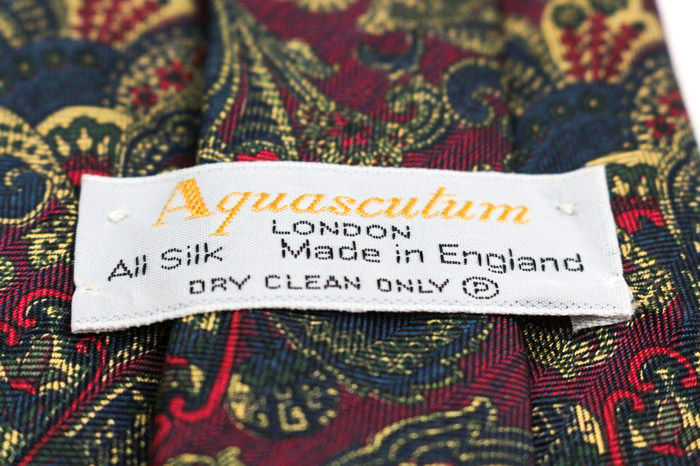 Aquascutum
LONDON
All Silk Made in England
DRY CLEAN ONLY Ⓟ